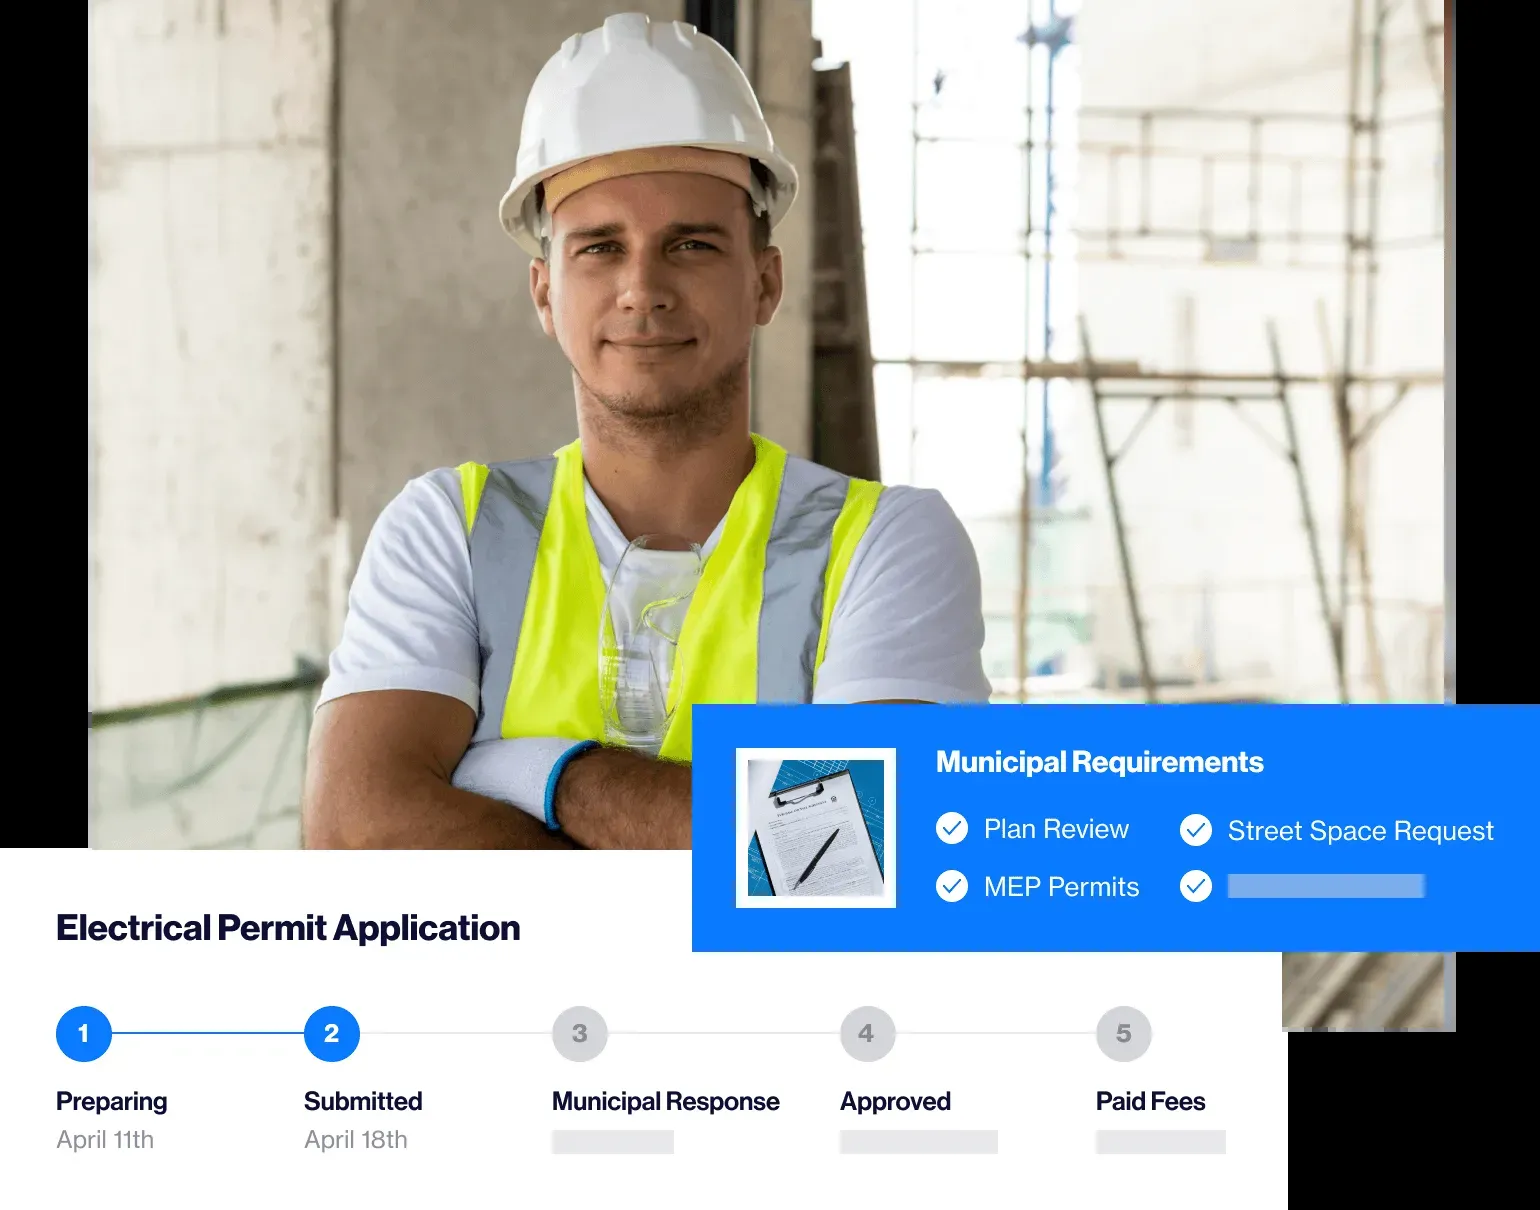 Municipal Requirements
Plan Review
Street Space Request
MEP Permits
Electrical Permit Application
1
2
3
4
5
Preparing
Submitted
Municipal Response
Approved
Paid Fees
April 11th
April 18th